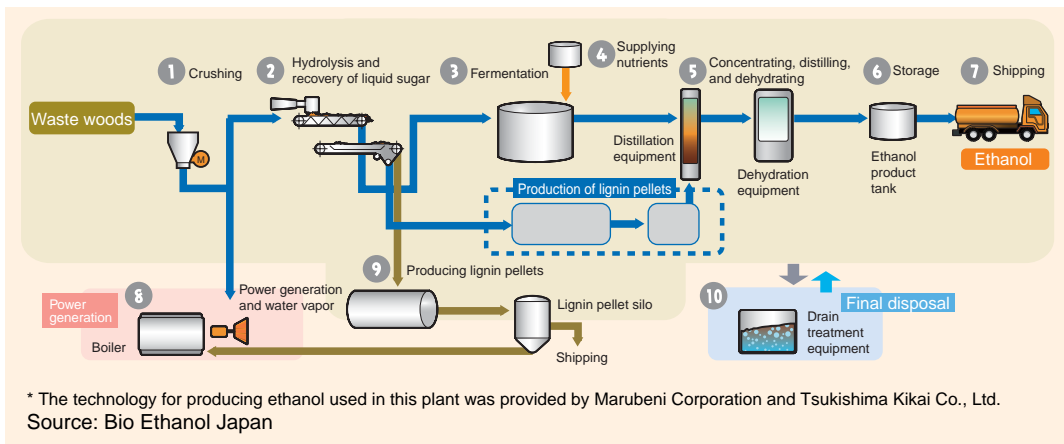 1 Crushing
2 Hydrolysis and
recovery of liquid sugar
3 Fermentation
4 Supplying
nutrients
5 Concentrating, distilling,
and dehydrating
6 Storage
7 Shipping
Waste woods
M
Distillation
equipment
Dehydration
equipment
Ethanol
product
tank
Ethanol
Production of lignin pellets
9 Producing lignin pellets
8
Power
generation
Power generation
and water vapor
Boiler
Lignin pellet silo
Shipping
10
Final disposal
Drain
treatment
equipment
* The technology for producing ethanol used in this plant was provided by Marubeni Corporation and Tsukishima Kikai Co., Ltd.
Source: Bio Ethanol Japan